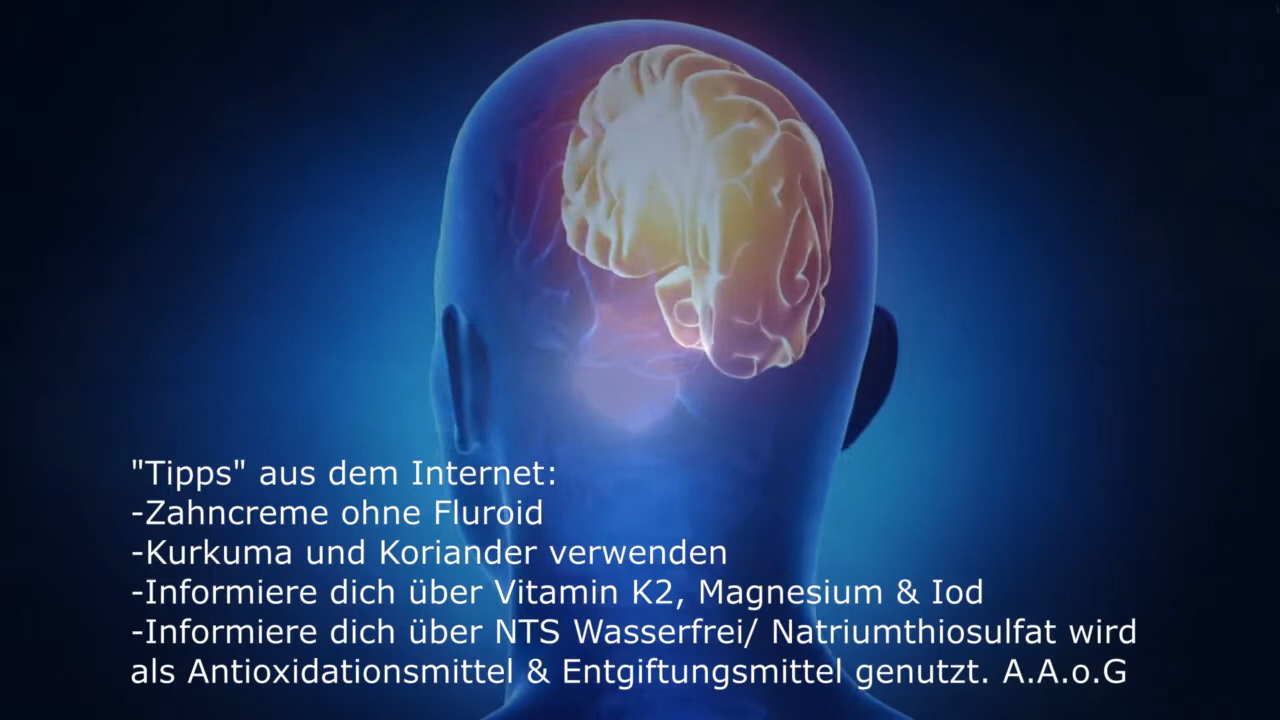 "Tipps" aus dem Internet:
-Zahncreme ohne Fluroid
-Kurkuma und Koriander verwenden
-Informiere dich über Vitamin K2, Magnesium & Iod
-Informiere dich über NTS Wasserfrei/ Natriumthiosulfat wird
als Antioxidationsmittel & Entgiftungsmittel genutzt. A.A.o.G